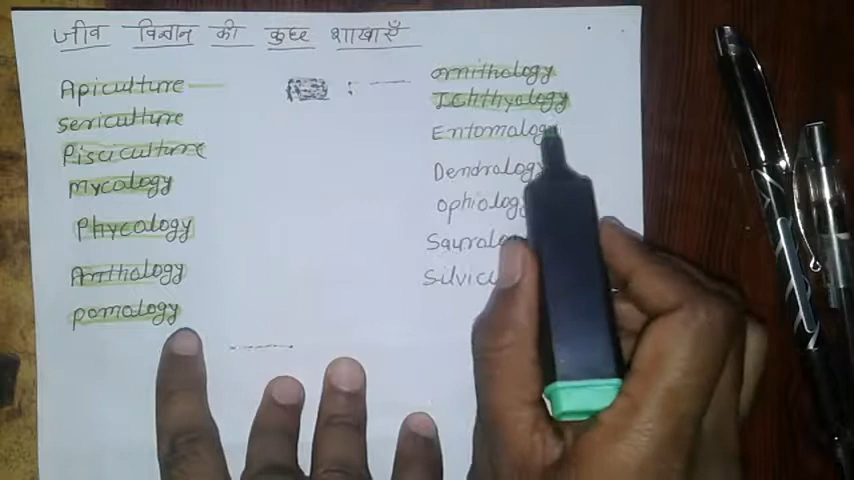 जीव विज्ञान की कुछ शाखाएँ
Apiculture
Sericulture
Pisciculture
Mycology
Phycology
Anthology
Pomology
Ornithology
Ichthyology
Entomology
Dendrology
Ophiology